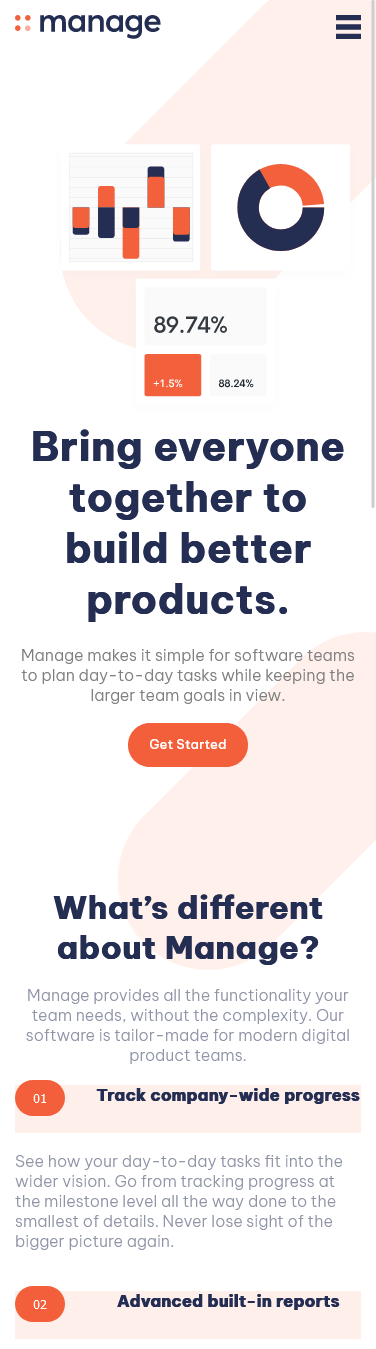 manage
89.74%
+1.5%
88.24%
Bring everyone
together to
build better
products.
Manage makes it simple for software teams
to plan day-to-day tasks while keeping the
larger team goals in view.
Get Started
What's different
about Manage?
Manage provides all the functionality your
team needs, without the complexity. Our
software is tailor-made for modern digital
product teams.
01 Track company-wide progress
See how your day-to-day tasks fit into the
wider vision. Go from tracking progress at
the milestone level all the way done to the
smallest of details. Never lose sight of the
bigger picture again.
02 Advanced built-in reports